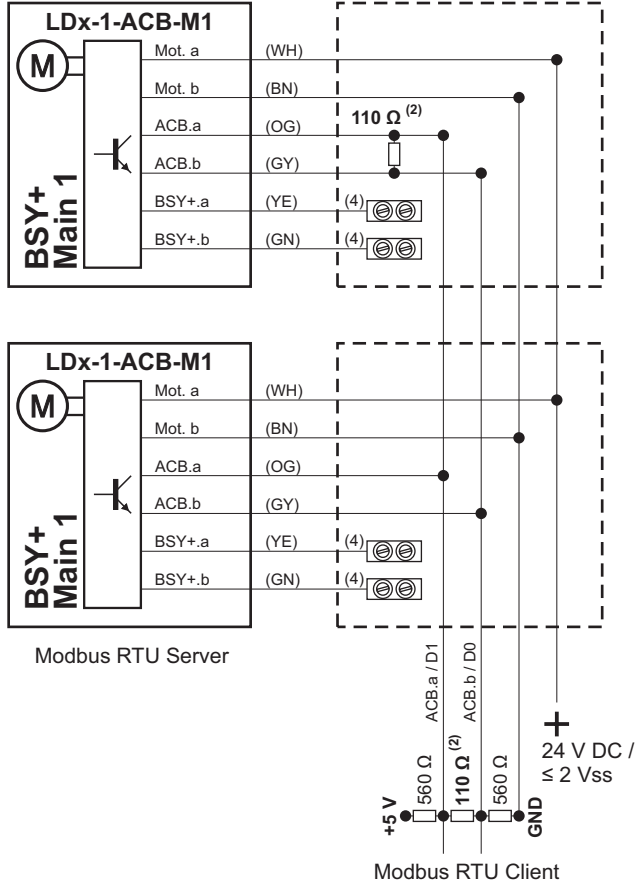 LDx-1-ACB-M1
M
BSY+
Main 1
Mot. a (WH)
Mot. b (BN)
ACB.a (OG)
110 Ω (2)
ACB.b (GY)
BSY+.a (YE) (4)
BSY+.b (GN) (4)
LDx-1-ACB-M1
M
BSY+
Main 1
Mot. a (WH)
Mot. b (BN)
ACB.a (OG)
ACB.b (GY)
BSY+.a (YE) (4)
BSY+.b (GN) (4)
Modbus RTU Server
ACB.a / D1
ACB.b / D0
24 V DC /
≤ 2 Vss
+5 V
560 Ω
110 Ω (2)
560 Ω
GND
Modbus RTU Client